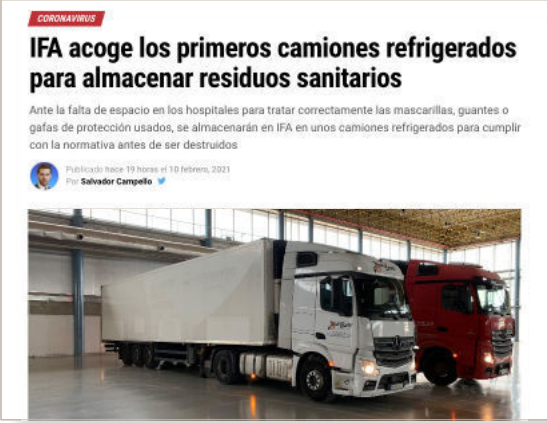 CORONAVIRUS
IFA acoge los primeros camiones refrigerados
para almacenar residuos sanitarios
Ante la falta de espacio en los hospitales para tratar correctamente las mascarillas, guantes o
gafas de protección usados, se almacenarán en IFA en unos camiones refrigerados para cumplir
con la normativa antes de ser destruidos
Publicado hace 19 horas el 10 febrero, 2021
Por Salvador Campello